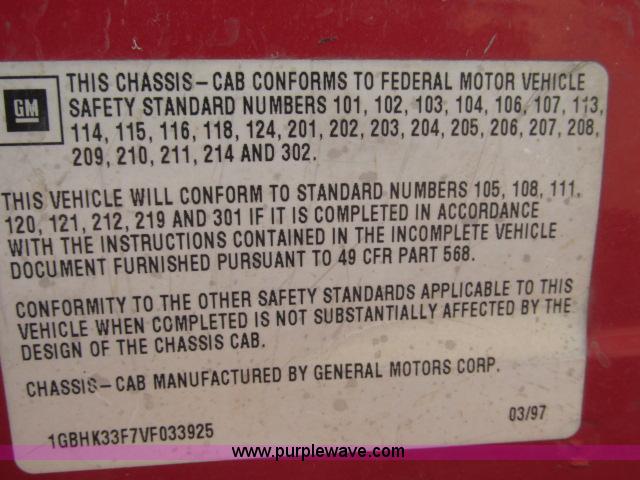 GM
THIS CHASSIS-CAB CONFORMS TO FEDERAL MOTOR VEHICLE
SAFETY STANDARD NUMBERS 101, 102, 103, 104, 106, 107, 113,
114, 115, 116, 118, 124, 201, 202, 203, 204, 205, 206, 207, 208,
209, 210, 211, 214 AND 302.
THIS VEHICLE WILL CONFORM TO STANDARD NUMBERS 105, 108, 111,
120, 121, 212, 219 AND 301 IF IT IS COMPLETED IN ACCORDANCE
WITH THE INSTRUCTIONS CONTAINED IN THE INCOMPLETE VEHICLE
DOCUMENT FURNISHED PURSUANT TO 49 CFR PART 568.
CONFORMITY TO THE OTHER SAFETY STANDARDS APPLICABLE TO THIS
VEHICLE WHEN COMPLETED IS NOT SUBSTANTIALLY AFFECTED BY THE
DESIGN OF THE CHASSIS CAB.
CHASSIS-CAB MANUFACTURED BY GENERAL MOTORS CORP.
03/97
1GBHK33F7VF033925
www.purplewave.com